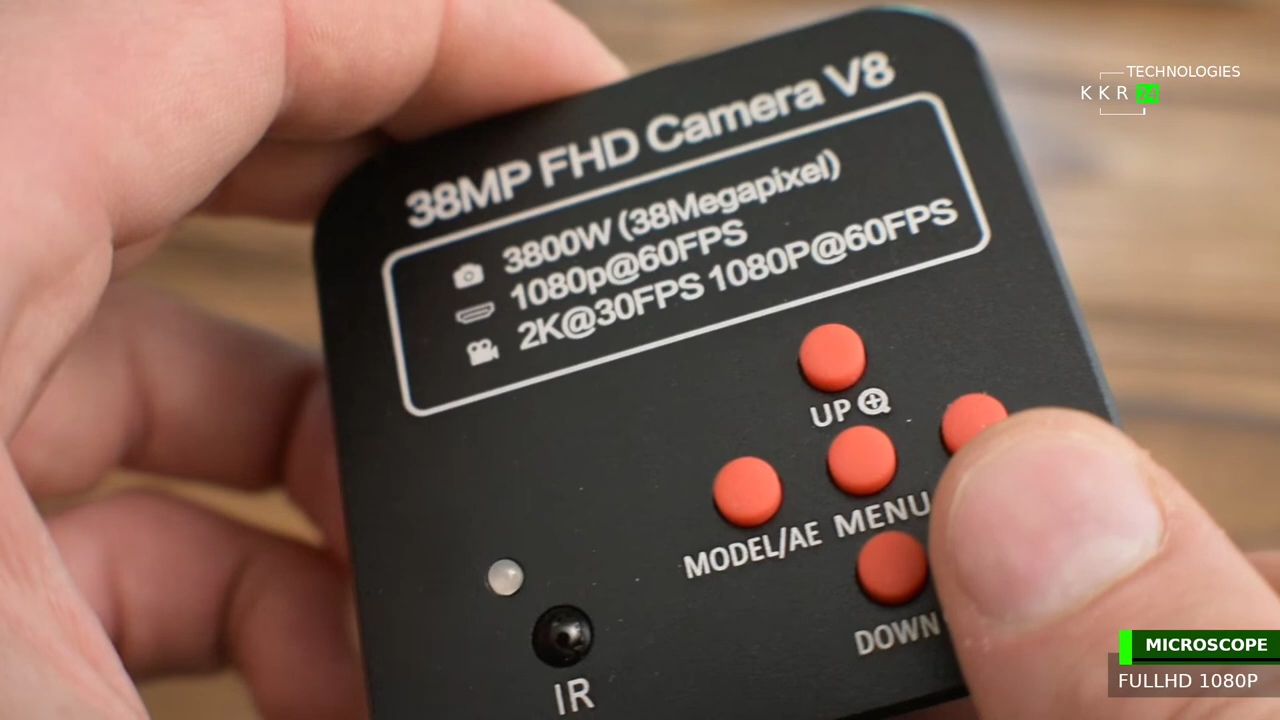 TECHNOLOGIES
KKR 24
38MP FHD Camera V8
3800W (38Megapixel)
1080p@60FPS
2K@30FPS 1080P@60FPS
UP
MODEL/AE MENU
DOWN
IR
MICROSCOPE
FULLHD 1080P